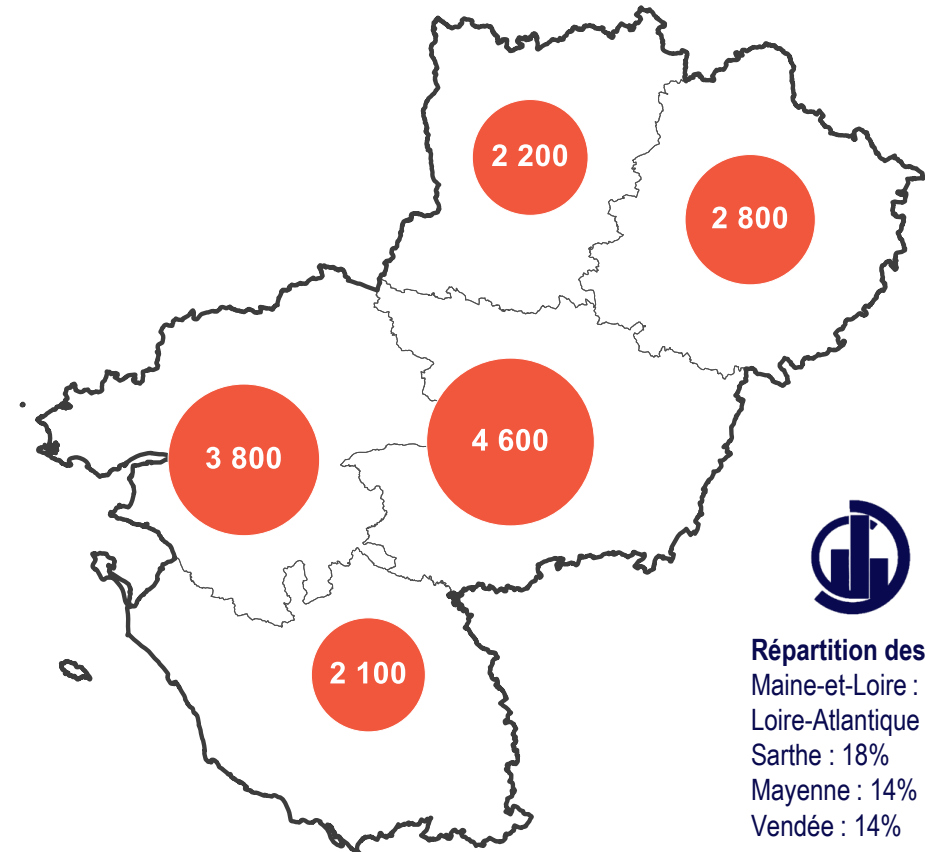 2 200
2 800
3 800
4 600
2 100
Répartition des
Maine-et-Loire :
Loire-Atlantique
Sarthe : 18%
Mayenne : 14%
Vendée : 14%